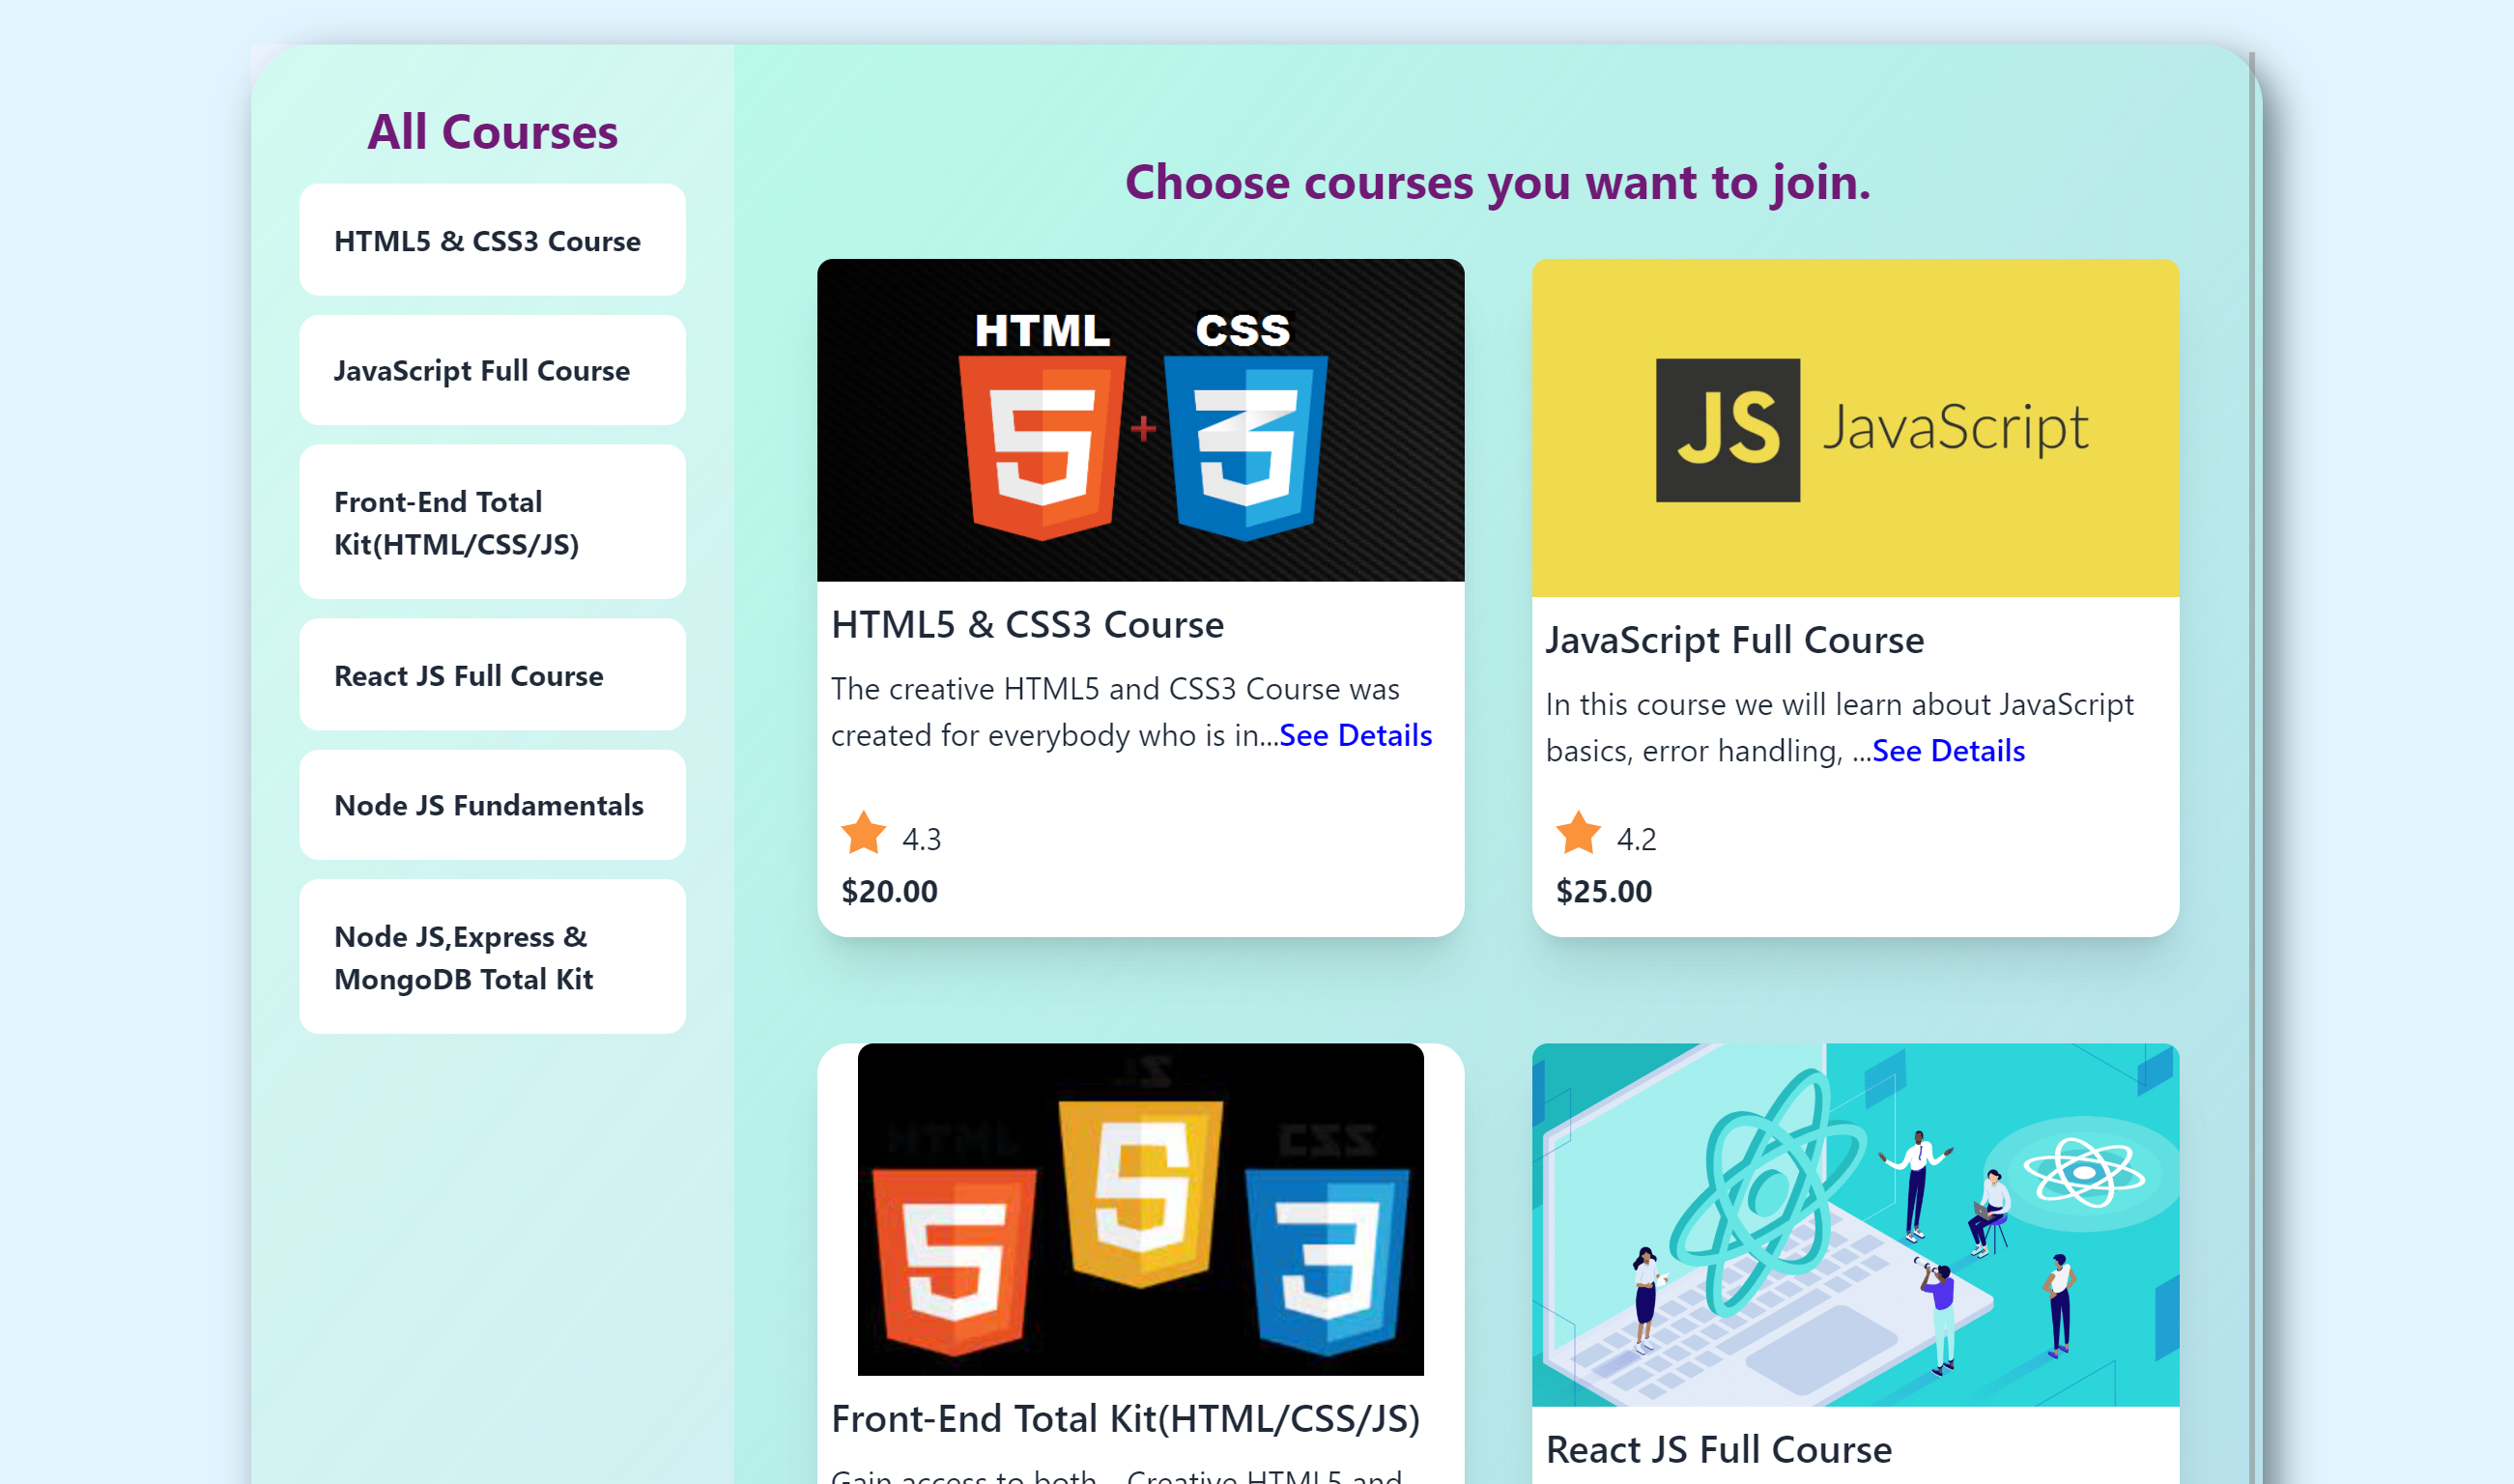 All Courses
HTML5 & CSS3 Course
JavaScript Full Course
Front-End Total
Kit(HTML/CSS/JS)
React JS Full Course
Node JS Fundamentals
Node JS,Express &
MongoDB Total Kit
Choose courses you want to join.
HTML CSS
5 + 3
HTML5 & CSS3 Course
The creative HTML5 and CSS3 Course was
created for everybody who is in...See Details
4.3
$20.00
JS JavaScript
JavaScript Full Course
In this course we will learn about JavaScript
basics, error handling, ...See Details
4.2
$25.00
JS
HTML CSS
5 3
Front-End Total Kit(HTML/CSS/JS)
Gain access to both - Creative HTML5 and
React JS Full Course